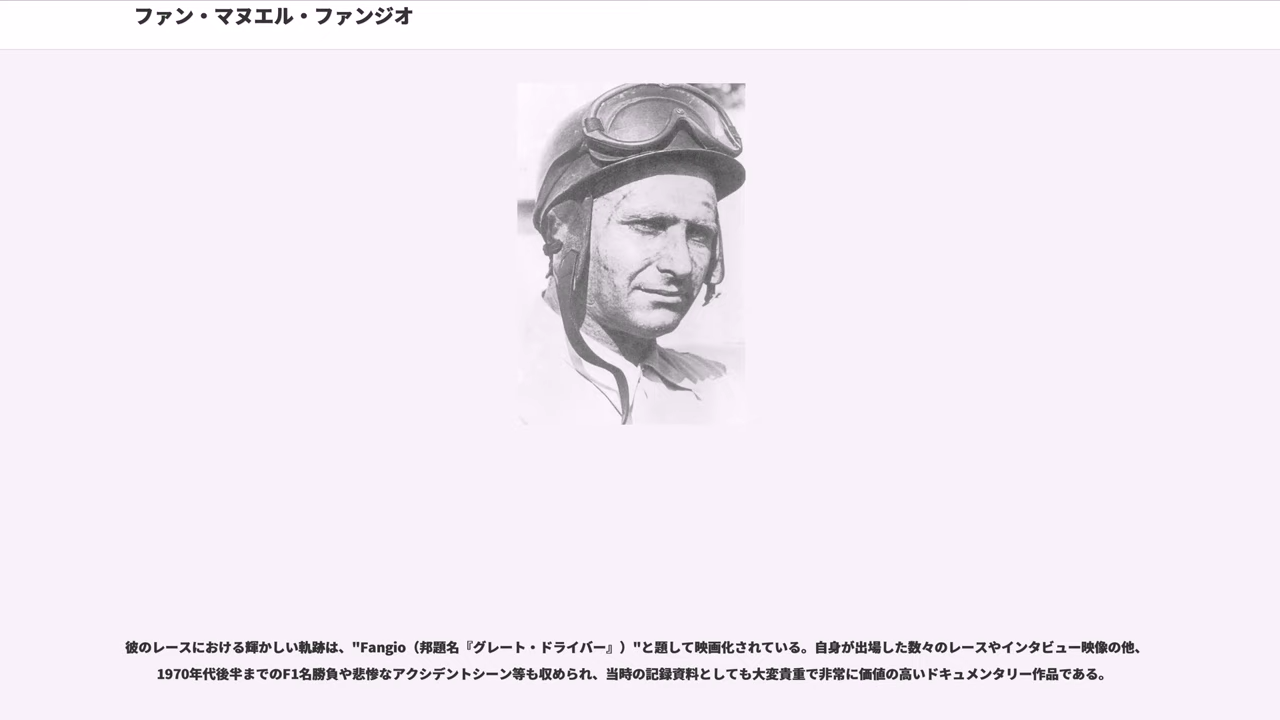 ファン・マヌエル・ファンジオ
彼のレースにおける輝かしい軌跡は、"Fangio（邦題名『グレート・ドライバー』）"と題して映画化されている。自身が出場した数々のレースやインタビュー映像の他、
1970年代後半までのF1名勝負や悲惨なアクシデントシーン等も収められ、当時の記録資料としても大変貴重で非常に価値の高いドキュメンタリー作品である。